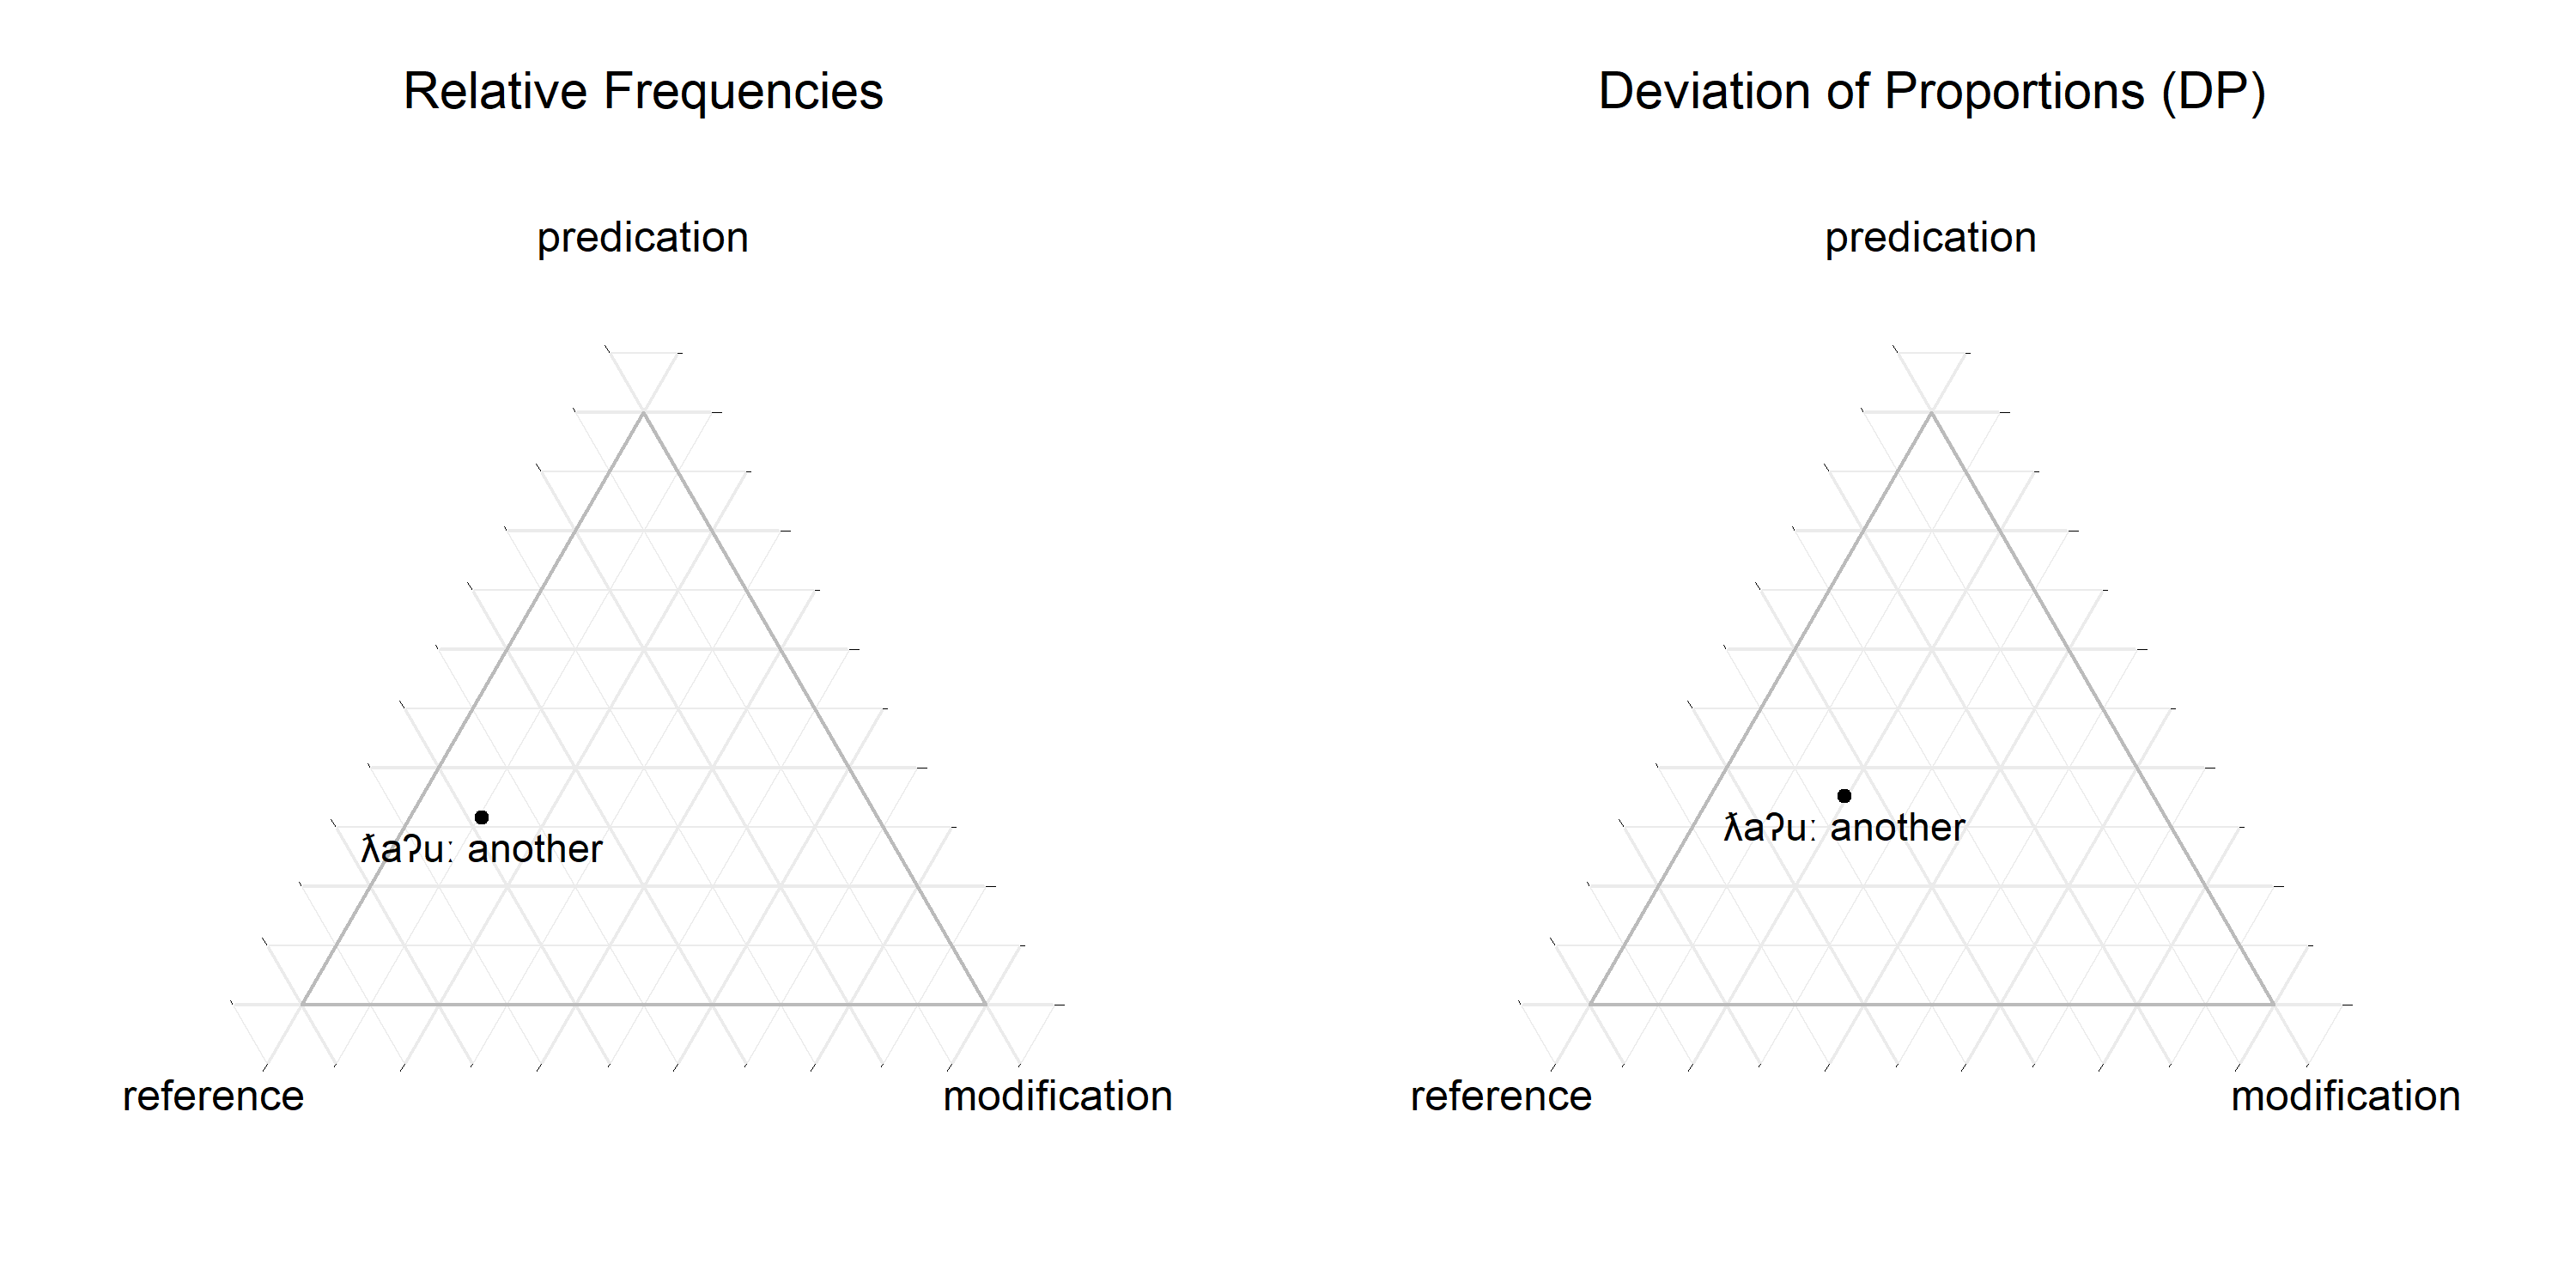 Relative Frequencies
predication
ƛaʔuː another
reference
modification
Deviation of Proportions (DP)
predication
ƛaʔuː another
reference
modification